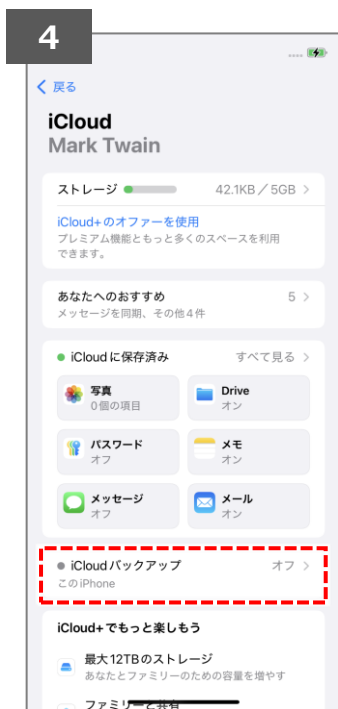 4
戻る
iCloud
Mark Twain
ストレージ 42.1KB／5GB
iCloud+のオファーを使用
プレミアム機能ともっと多くのスペースを利用
できます。
あなたへのおすすめ 5
メッセージを同期、その他4件
iCloudに保存済み すべて見る
写真
0個の項目
Drive
オン
パスワード
オフ
メモ
オン
メッセージ
オフ
メール
オン
iCloudバックアップ オフ
このiPhone
iCloud+でもっと楽しもう
最大12TBのストレージ
あなたとファミリーのための容量を増やす
ファミリーと共有